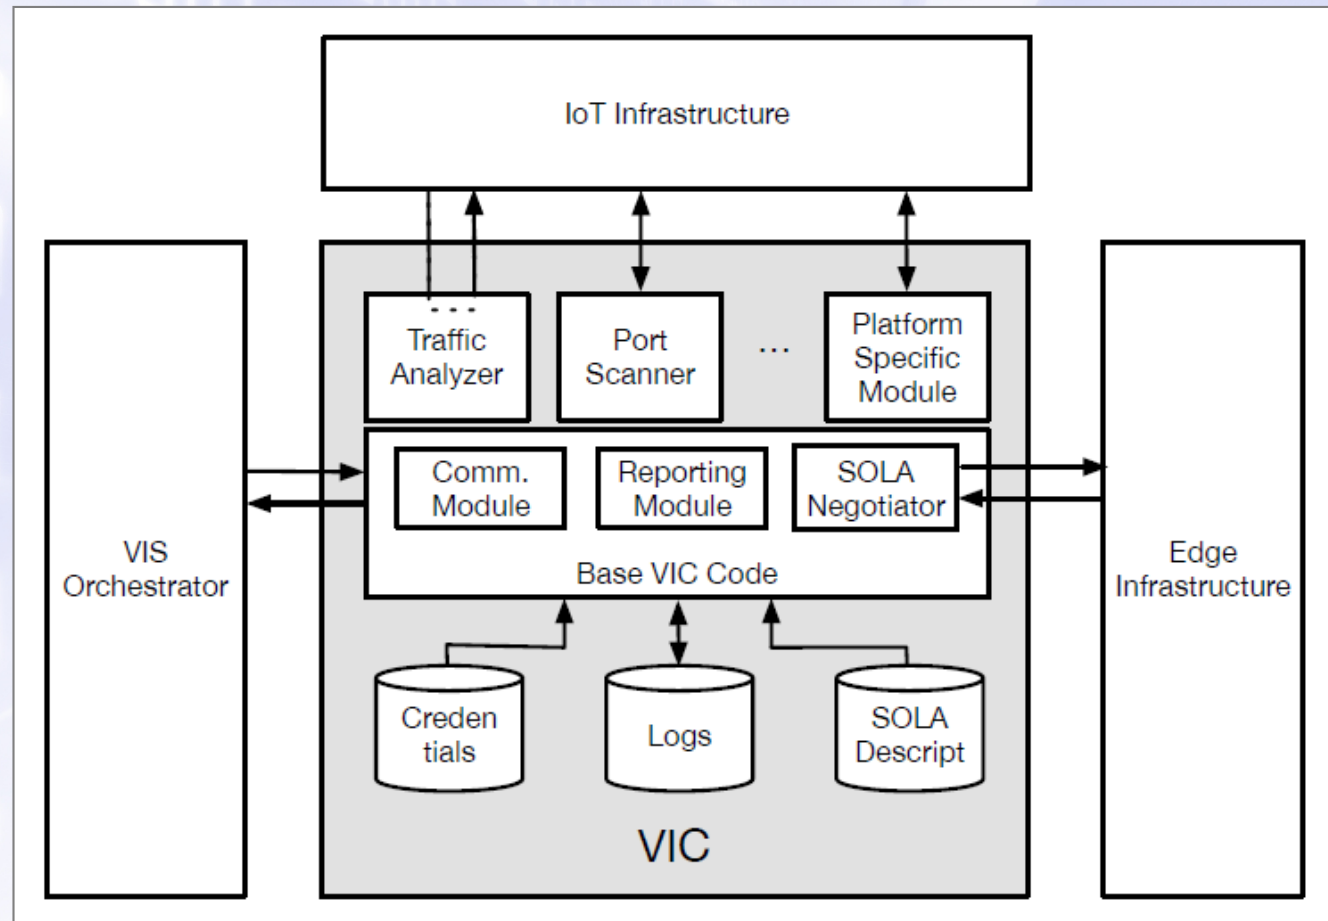 IoT Infrastructure
Traffic
Analyzer
Port
Scanner
...
Platform
Specific
Module
Comm.
Module
Reporting
Module
SOLA
Negotiator
Base VIC Code
VIS
Orchestrator
Edge
Infrastructure
Creden
tials
Logs
SOLA
Descript
VIC